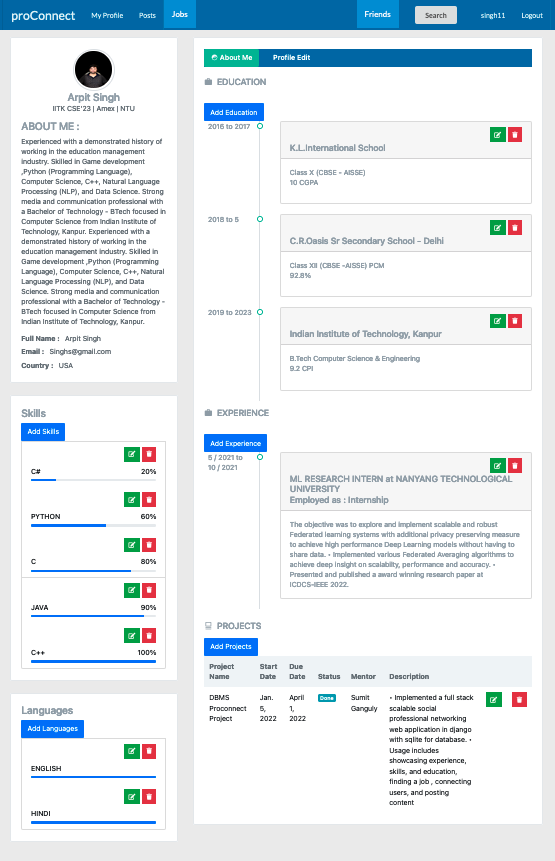 proConnect My Profile Posts Jobs Friends Search singh11 Logout
Arpit Singh
IITK CSE'23 | Amex | NTU
ABOUT ME :
Experienced with a demonstrated history of
working in the education management
industry. Skilled in Game development
,Python (Programming Language),
Computer Science, C++, Natural Language
Processing (NLP), and Data Science. Strong
media and communication professional with
a Bachelor of Technology - BTech focused in
Computer Science from Indian Institute of
Technology, Kanpur. Experienced with a
demonstrated history of working in the
education management industry. Skilled in
Game development ,Python (Programming
Language), Computer Science, C++, Natural
Language Processing (NLP), and Data
Science. Strong media and communication
professional with a Bachelor of Technology -
BTech focused in Computer Science from
Indian Institute of Technology, Kanpur.
Full Name : Arpit Singh
Email : Singhs@gmail.com
Country : USA
Skills
Add Skills
C# 20%
PYTHON 60%
C 80%
JAVA 90%
C++ 100%
Languages
Add Languages
ENGLISH
HINDI
About Me Profile Edit
EDUCATION
Add Education
2016 to 2017
K.L.International School
Class X (CBSE - AISSE)
10 CGPA
2018 to 5
C.R.Oasis Sr Secondary School - Delhi
Class XII (CBSE -AISSE) PCM
92.8%
2019 to 2023
Indian Institute of Technology, Kanpur
B.Tech Computer Science & Engineering
9.2 CPI
EXPERIENCE
Add Experience
5 / 2021 to
10 / 2021
ML RESEARCH INTERN at NANYANG TECHNOLOGICAL
UNIVERSITY
Employed as : Internship
The objective was to explore and implement scalable and robust
Federated learning systems with additional privacy preserving measure
to achieve high performance Deep Learning models without having to
share data. • Implemented various Federated Averaging algorithms to
achieve deep insight on scalabilty, performance and accuracy. •
Presented and published a award winning research paper at
ICDCS-IEEE 2022.
PROJECTS
Add Projects
Project Start Due
Name Date Date Status Mentor Description
DBMS Jan. April Done Sumit • Implemented a full stack
Proconnect 5, 1, Ganguly scalable social
Project 2022 2022 professional networking
web application in django
with sqlite for database. •
Usage includes
showcasing experience,
skills, and education,
finding a job , connecting
users, and posting
content